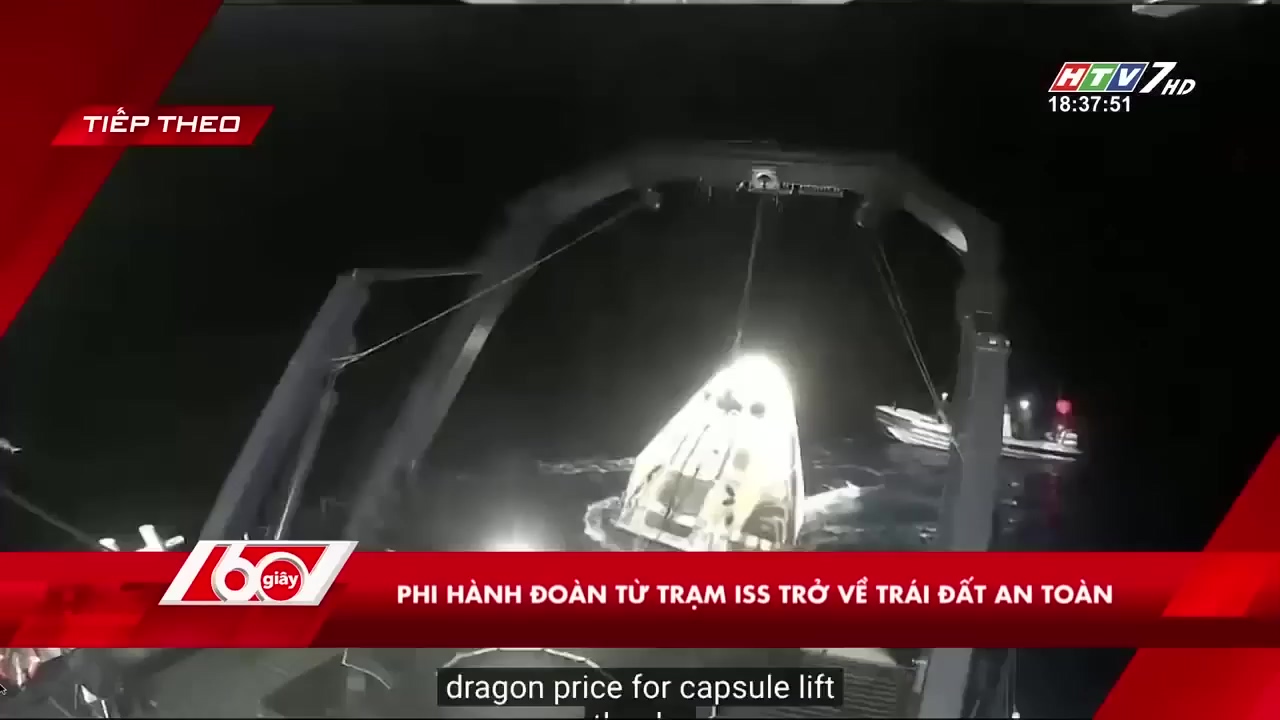 HTV7HD
18:37:51
TIẾP THEO
60 giây
PHI HÀNH ĐOÀN TỪ TRẠM ISS TRỞ VỀ TRÁI ĐẤT AN TOÀN
dragon price for capsule lift